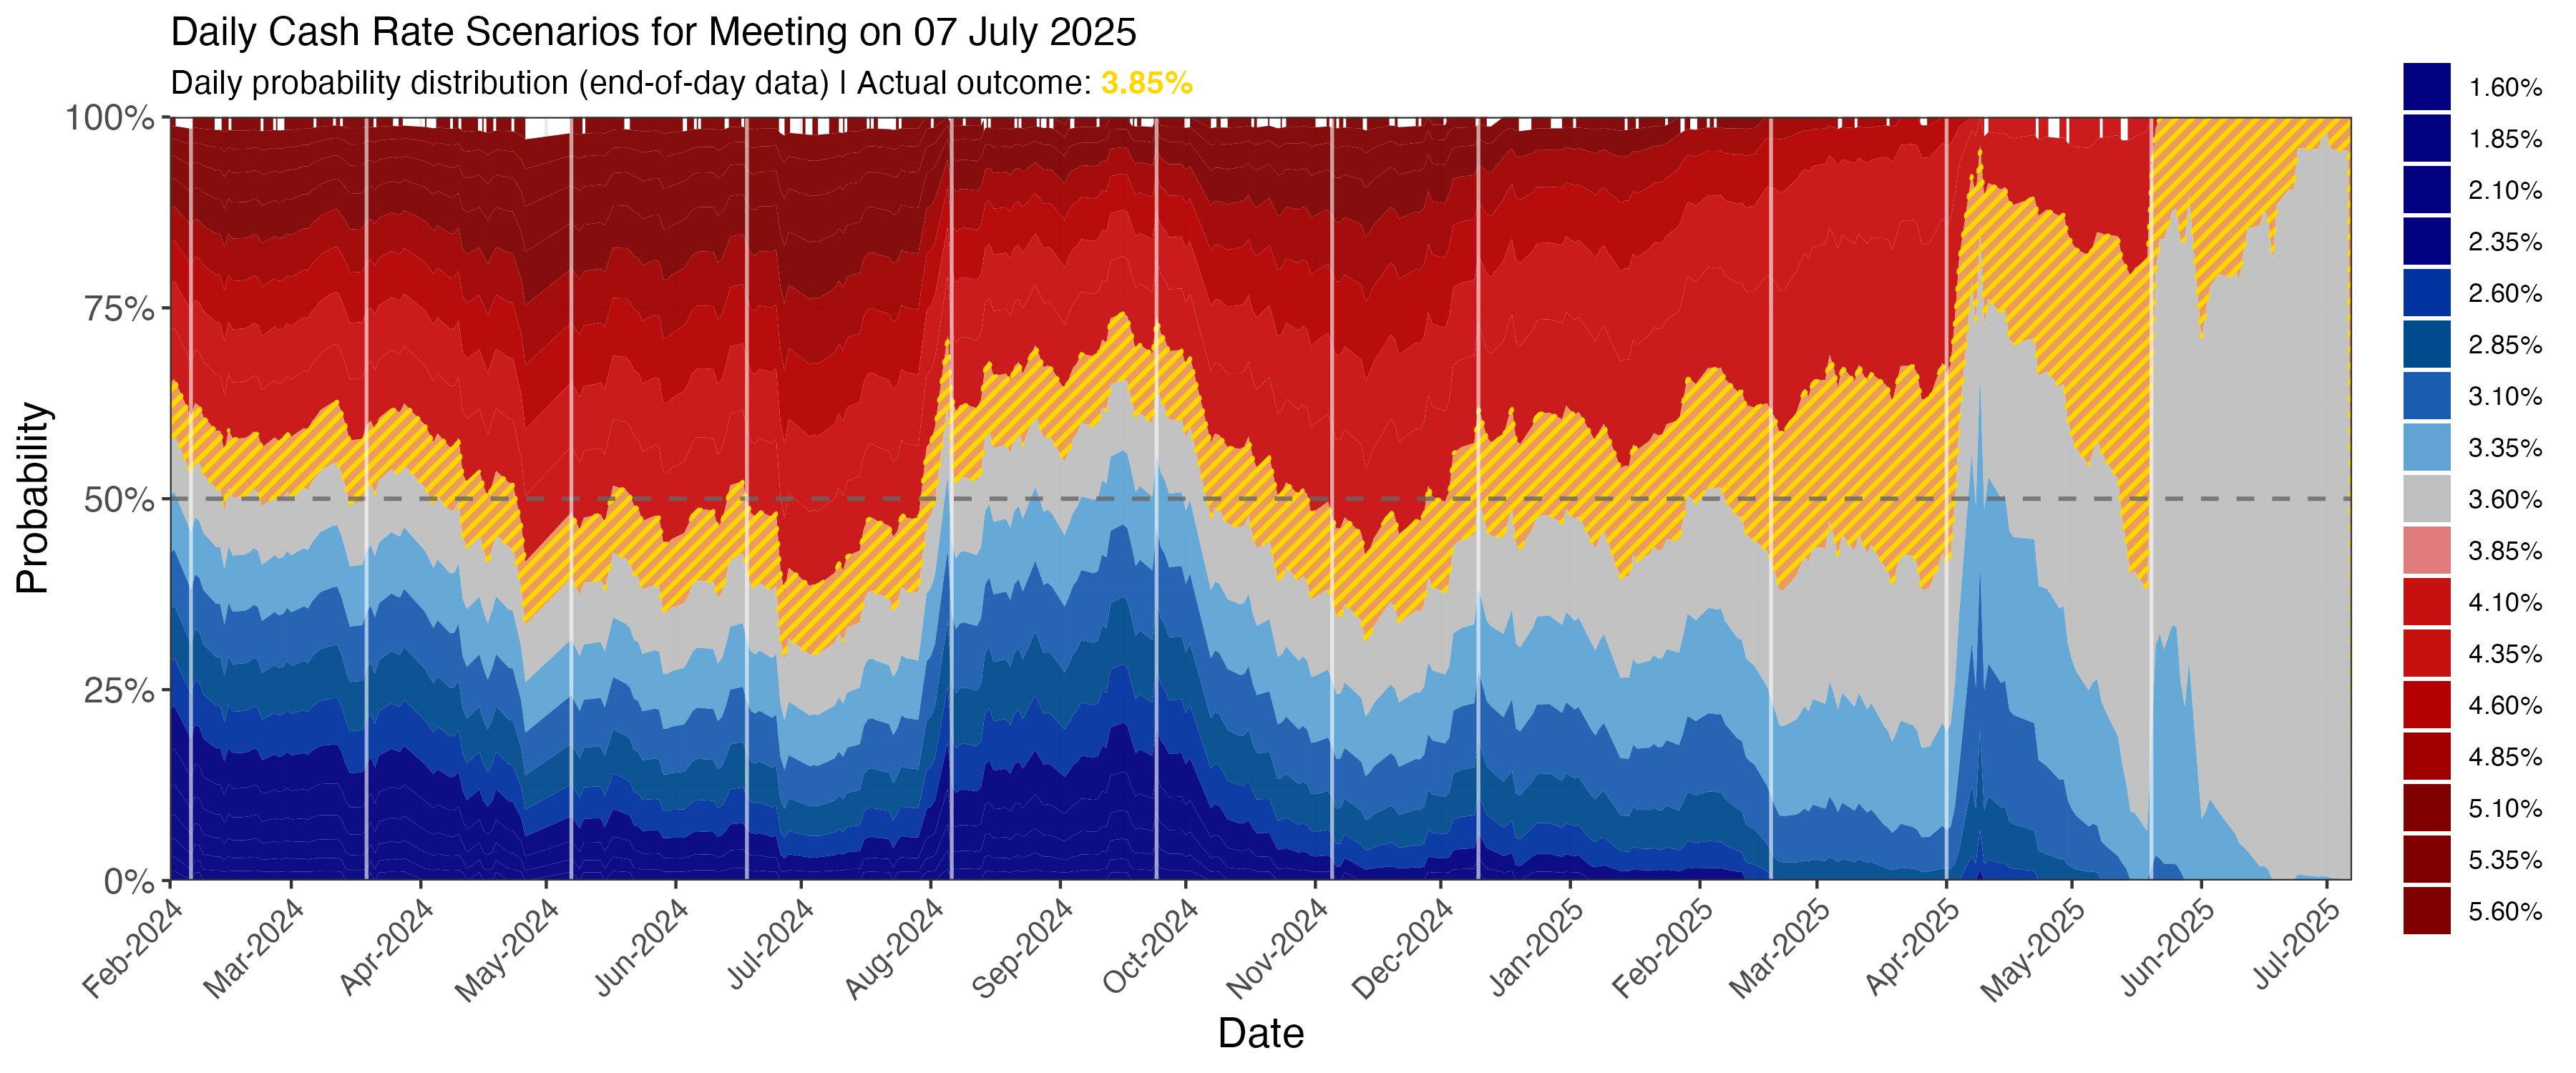 Daily Cash Rate Scenarios for Meeting on 07 July 2025
Daily probability distribution (end-of-day data) | Actual outcome: 3.85%
Probability
100%
75%
50%
25%
0%
Feb-2024
Mar-2024
Apr-2024
May-2024
Jun-2024
Jul-2024
Aug-2024
Sep-2024
Oct-2024
Nov-2024
Dec-2024
Jan-2025
Feb-2025
Mar-2025
Apr-2025
May-2025
Jun-2025
Jul-2025
Date
1.60%
1.85%
2.10%
2.35%
2.60%
2.85%
3.10%
3.35%
3.60%
3.85%
4.10%
4.35%
4.60%
4.85%
5.10%
5.35%
5.60%